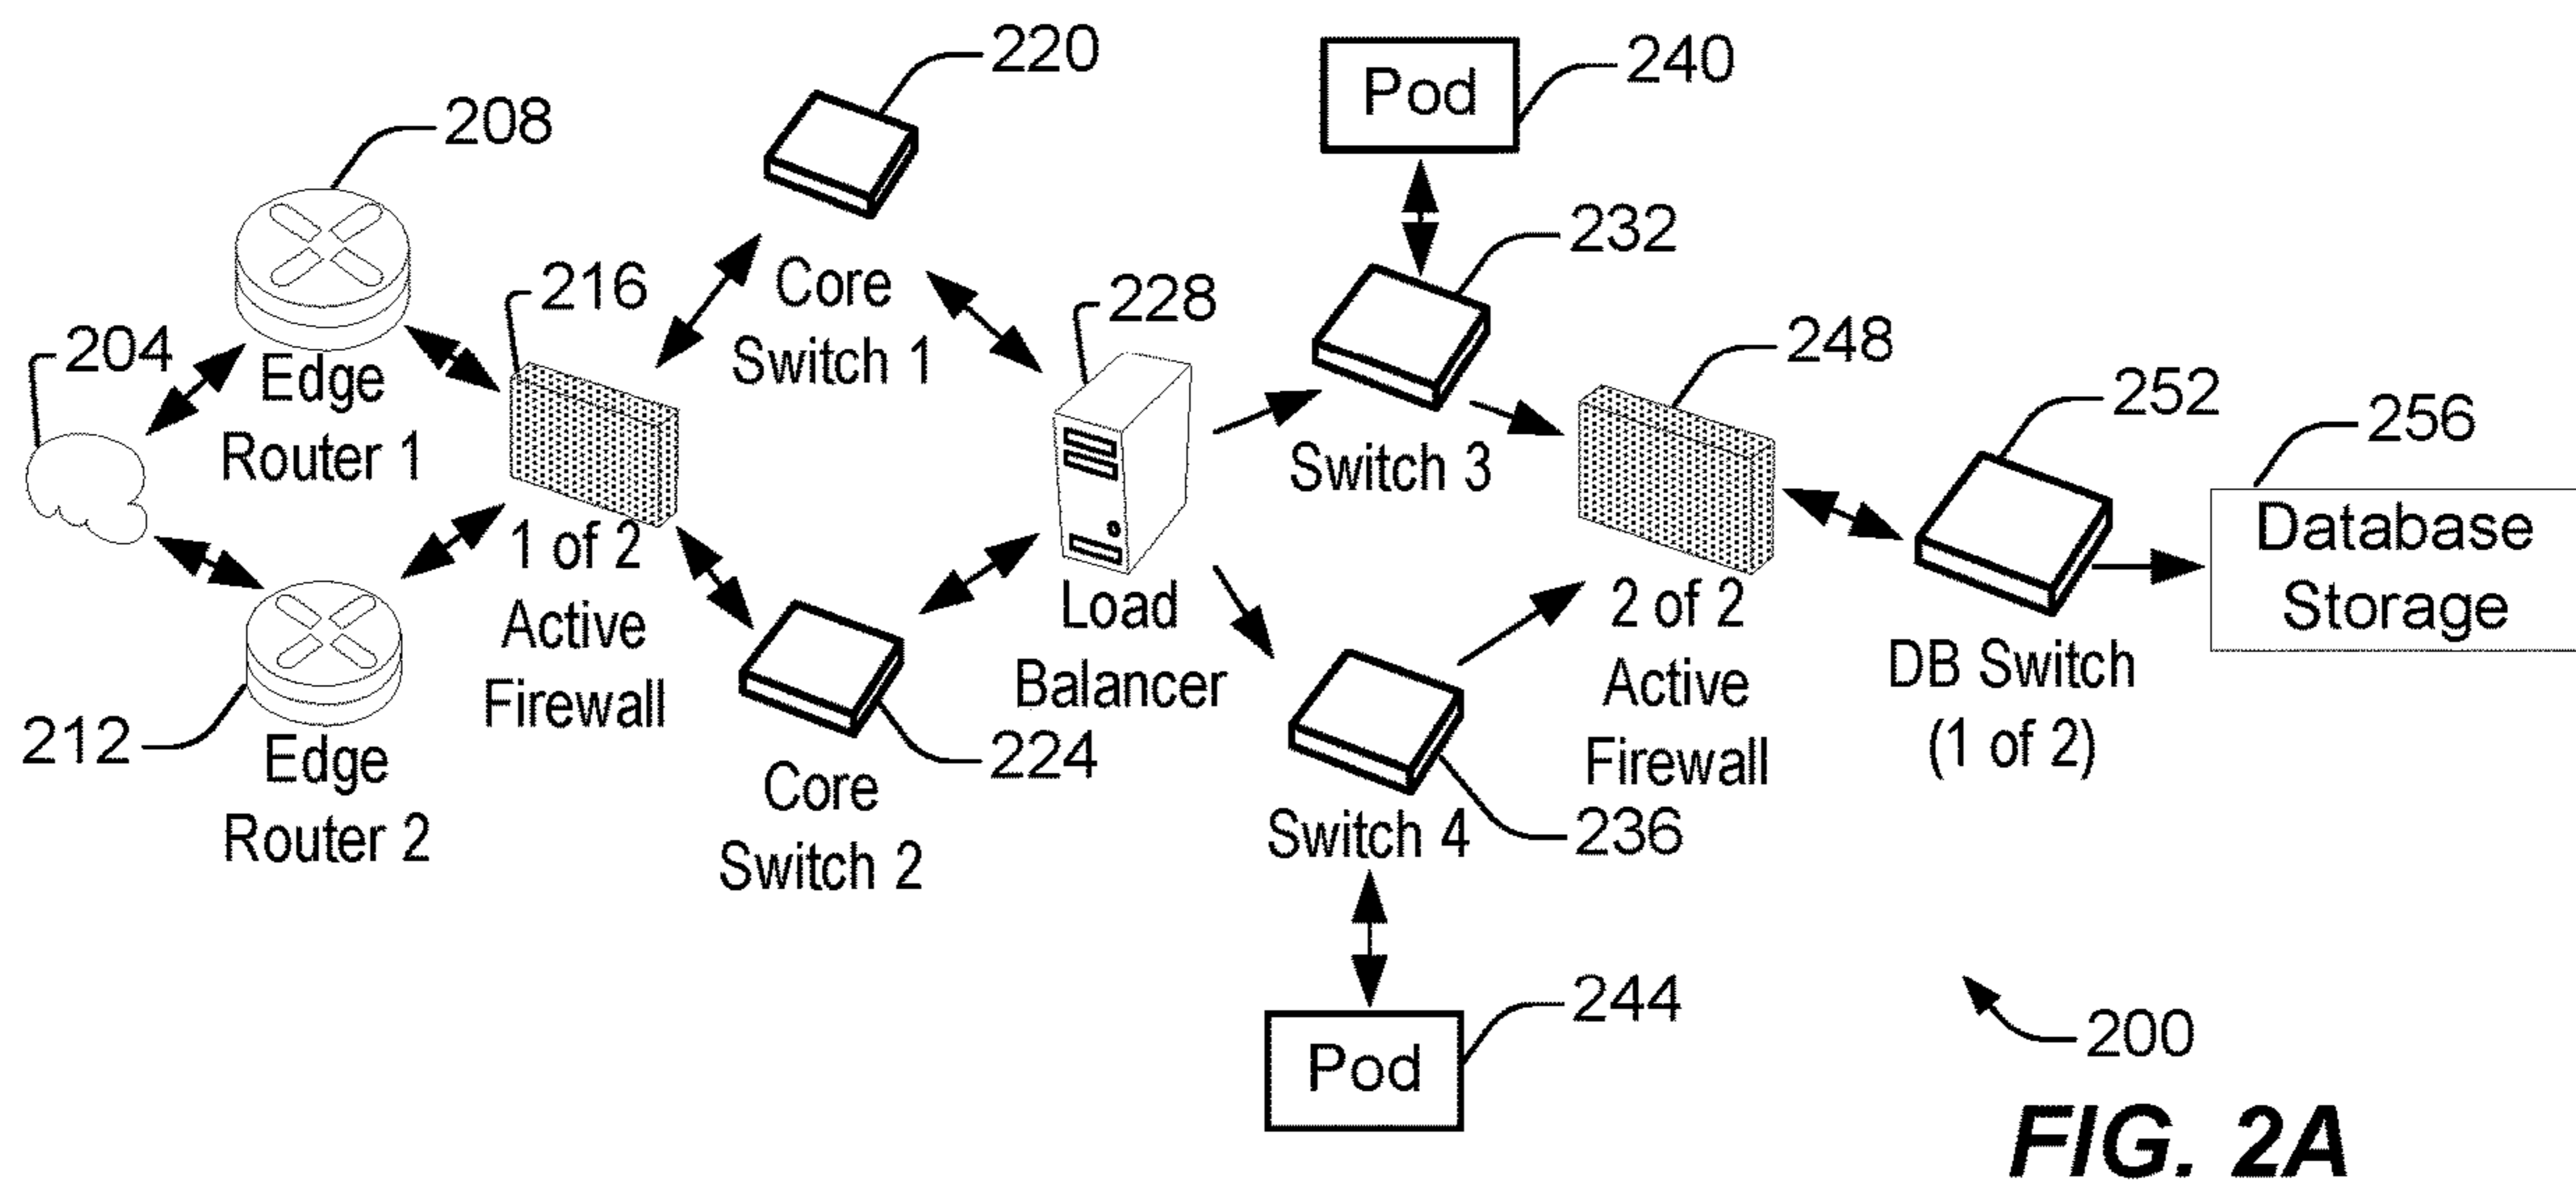 220
208
Pod
240
232
216
Core
Switch 1
228
204
Edge
Router 1
248
Switch 3
252
256
Database
Storage
1 of 2
Active
Firewall
Load
Balancer
2 of 2
Active
Firewall
DB Switch
(1 of 2)
212
Edge
Router 2
224
Core
Switch 2
Switch 4
236
Pod
244
200
FIG. 2A